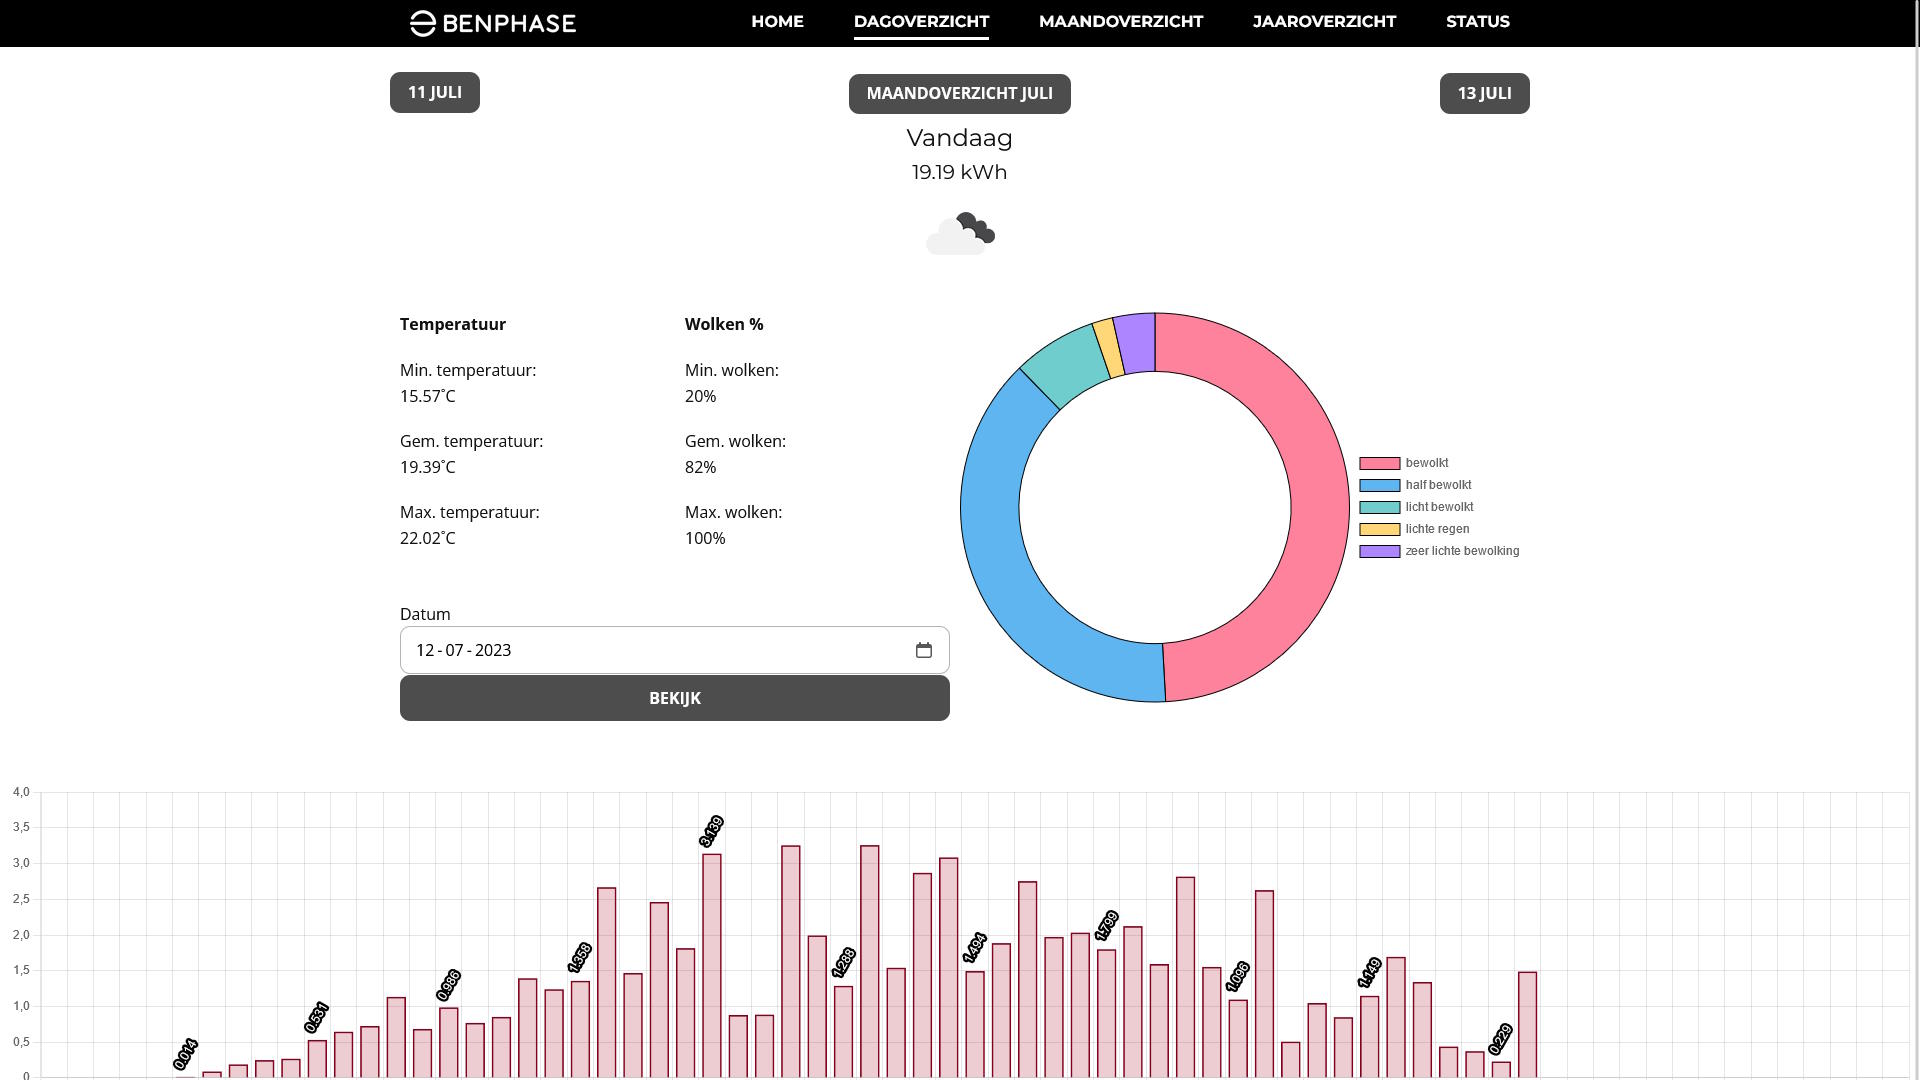 BENPHASE
HOME DAGOVERZICHT MAANDOVERZICHT JAAROVERZICHT STATUS
11 JULI MAANDOVERZICHT JULI 13 JULI
Vandaag
19.19 kWh
Temperatuur
Min. temperatuur:
15.57°C
Gem. temperatuur:
19.39°C
Max. temperatuur:
22.02°C
Wolken %
Min. wolken:
20%
Gem. wolken:
82%
Max. wolken:
100%
bewolkt
half bewolkt
licht bewolkt
lichte regen
zeer lichte bewolking
Datum
12-07-2023
BEKIJK
4,0
3,5
3,0
2,5
2,0
1,5
1,0
0,5
0
0.014
0.531
0.986
1.358
3.139
1.288
1.494
1.799
1.096
1.149
0.229